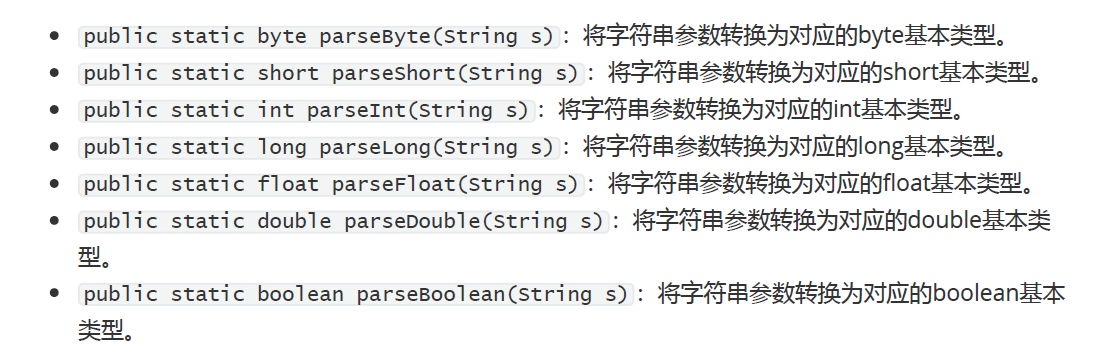 public static byte parseByte(String s)：将字符串参数转换为对应的byte基本类型。
public static short parseShort(String s)：将字符串参数转换为对应的short基本类型。
public static int parseInt(String s)：将字符串参数转换为对应的int基本类型。
public static long parseLong(String s)：将字符串参数转换为对应的long基本类型。
public static float parseFloat(String s)：将字符串参数转换为对应的float基本类型。
public static double parseDouble(String s)：将字符串参数转换为对应的double基本类
型。
public static boolean parseBoolean(String s)：将字符串参数转换为对应的boolean基本
类型。